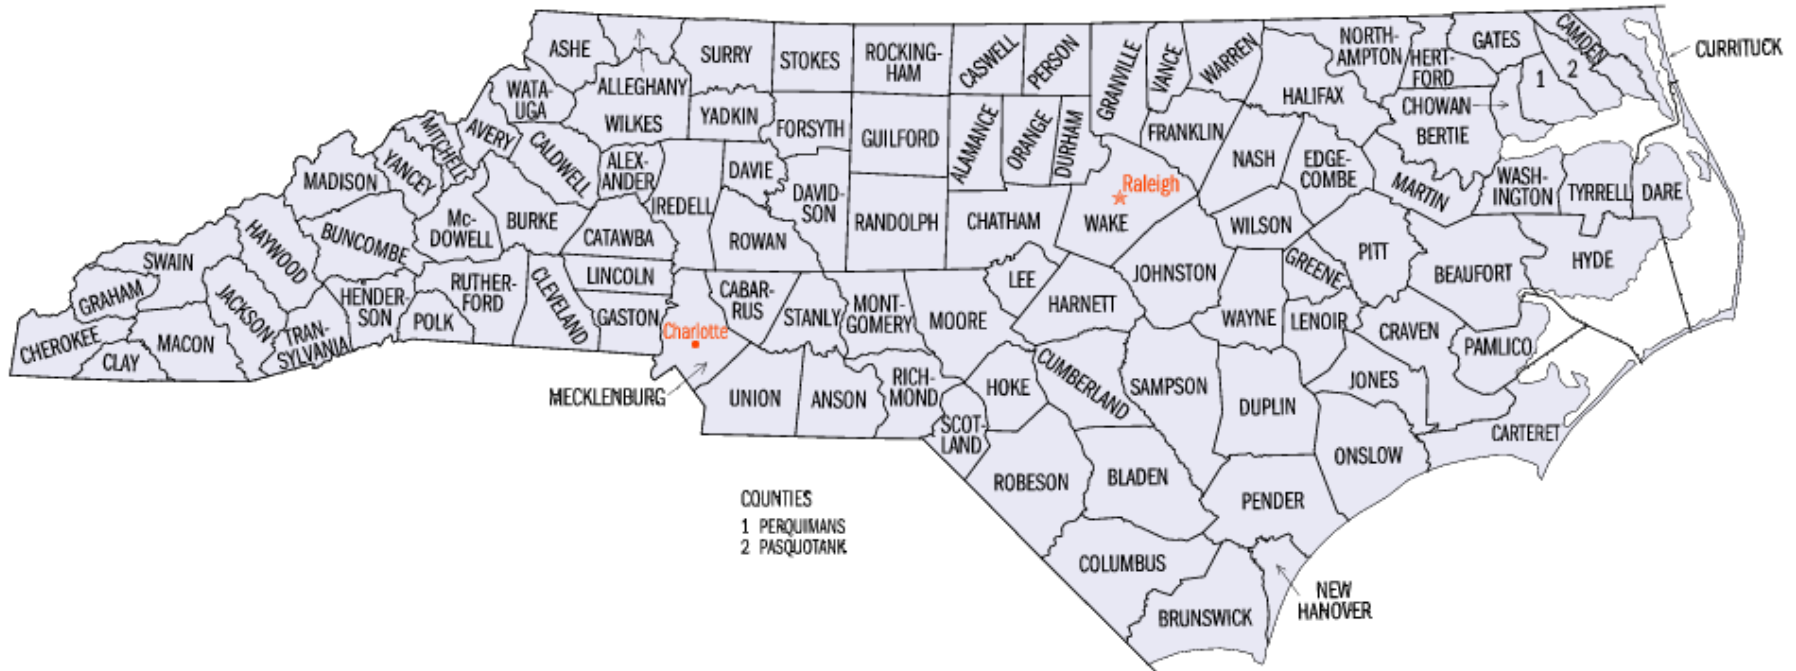 ASHE
SURRY
STOKES
ROCKING-
HAM
CASWELL
PERSON
GRANVILLE
VANCE
WARREN
NORTH-
AMPTON
HERT-
FORD
GATES
CAMDEN
CURRITUCK
1
2
ALLEGHANY
WATA-
UGA
WILKES
YADKIN
FORSYTH
GUILFORD
ALAMANCE
ORANGE
DURHAM
FRANKLIN
HALIFAX
CHOWAN
BERTIE
MITCHELL
AVERY
CALDWELL
ALEX-
ANDER
IREDELL
DAVIE
DAVID-
SON
NASH
EDGE-
COMBE
MARTIN
WASH-
INGTON
TYRRELL
DARE
MADISON
YANCEY
Mc-
DOWELL
BURKE
CATAWBA
ROWAN
RANDOLPH
CHATHAM
Raleigh
WAKE
WILSON
PITT
BEAUFORT
HYDE
HAYWOOD
BUNCOMBE
SWAIN
GRAHAM
JACKSON
HENDER-
SON
RUTHER-
FORD
POLK
CLEVELAND
LINCOLN
GASTON
CABAR-
RUS
STANLY
MONT-
GOMERY
MOORE
LEE
HARNETT
JOHNSTON
GREENE
WAYNE
LENOIR
CRAVEN
PAMLICO
CHEROKEE
CLAY
MACON
TRAN-
SYLVANIA
Charlotte
MECKLENBURG
UNION
ANSON
RICH-
MOND
SCOT-
LAND
HOKE
CUMBERLAND
SAMPSON
DUPLIN
JONES
ONSLOW
CARTERET
ROBESON
BLADEN
PENDER
COLUMBUS
BRUNSWICK
NEW
HANOVER
COUNTIES
1 PERQUIMANS
2 PASQUOTANK